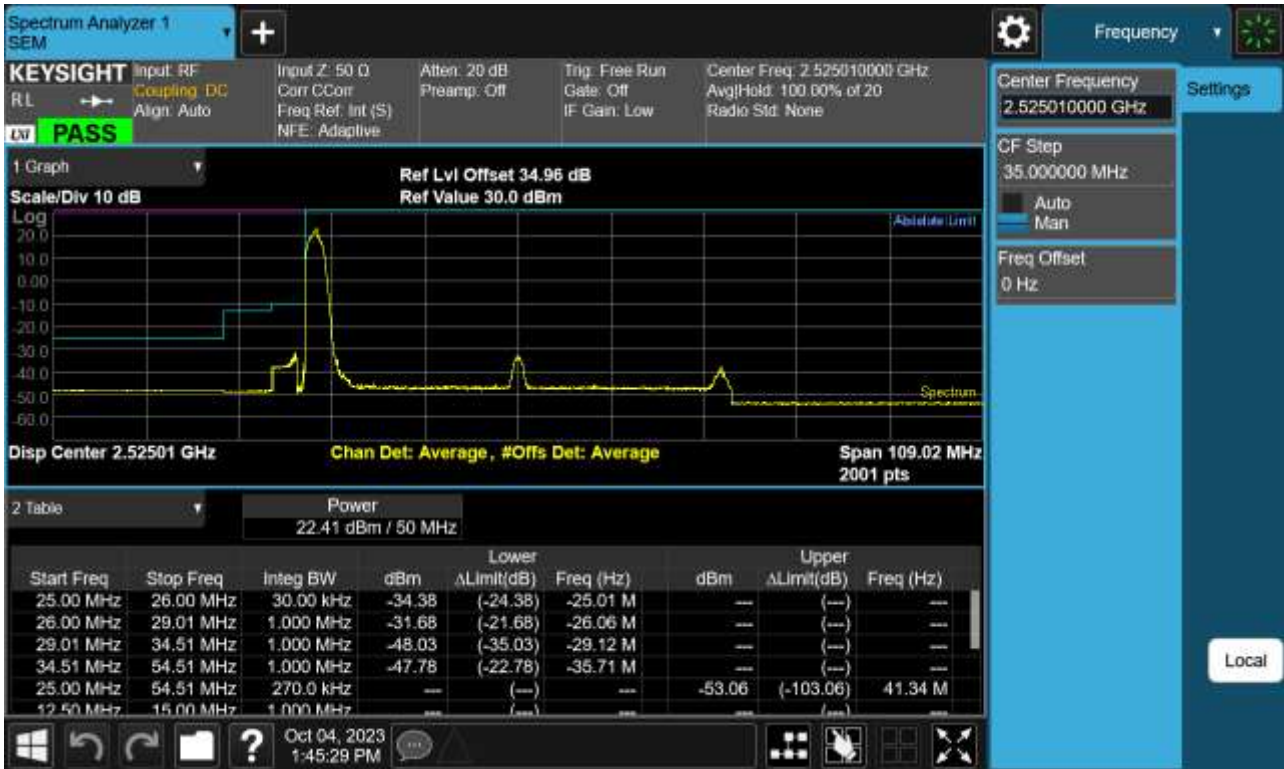 Spectrum Analyzer 1
SEM
+
Frequency
KEYSIGHT
RL
LXI
PASS
Input: RF
Coupling: DC
Align: Auto
Input Z: 50 Ω
Corr CCorr
Freq Ref: Int (S)
NFE: Adaptive
Atten: 20 dB
Preamp: Off
Trig: Free Run
Gate: Off
IF Gain: Low
Center Freq: 2.525010000 GHz
Avg|Hold: 100.00% of 20
Radio Std: None
Center Frequency
2.525010000 GHz
Settings
CF Step
35.000000 MHz
Auto
Man
Freq Offset
0 Hz
Local
1 Graph
Scale/Div 10 dB
Ref Lvl Offset 34.96 dB
Ref Value 30.0 dBm
Log
Absolute Limit
20.0
10.0
0.00
-10.0
-20.0
-30.0
-40.0
-50.0
-60.0
Spectrum
Disp Center 2.52501 GHz
Chan Det: Average, #Offs Det: Average
Span 109.02 MHz
2001 pts
2 Table
Power
22.41 dBm / 50 MHz
Lower Upper
Start Freq Stop Freq Integ BW dBm ΔLimit(dB) Freq (Hz) dBm ΔLimit(dB) Freq (Hz)
25.00 MHz 26.00 MHz 30.00 kHz -34.38 (-24.38) -25.01 M --- (---) ---
26.00 MHz 29.01 MHz 1.000 MHz -31.68 (-21.68) -26.06 M --- (---) ---
29.01 MHz 34.51 MHz 1.000 MHz -48.03 (-35.03) -29.12 M --- (---) ---
34.51 MHz 54.51 MHz 1.000 MHz -47.78 (-22.78) -35.71 M --- (---) ---
25.00 MHz 54.51 MHz 270.0 kHz --- (---) --- -53.06 (-103.06) 41.34 M
12.50 MHz 15.00 MHz 1.000 MHz --- (---) --- --- (---) ---
?
Oct 04, 2023
1:45:29 PM